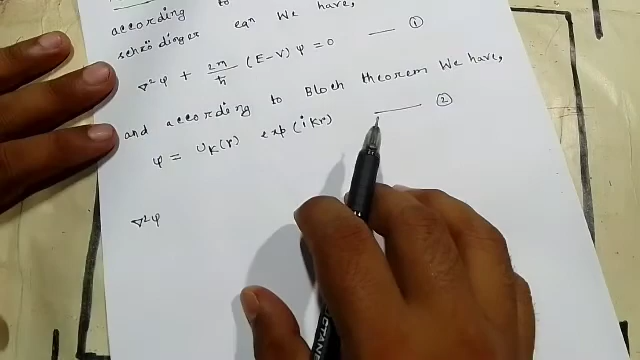 according to
schrödinger eqn We have,
∇²ψ + 2m/ħ (E-V) ψ = 0 — ①
and according to Bloch theorem We have,
ψ = U_K(r) exp(iKr) — ②
∇²ψ